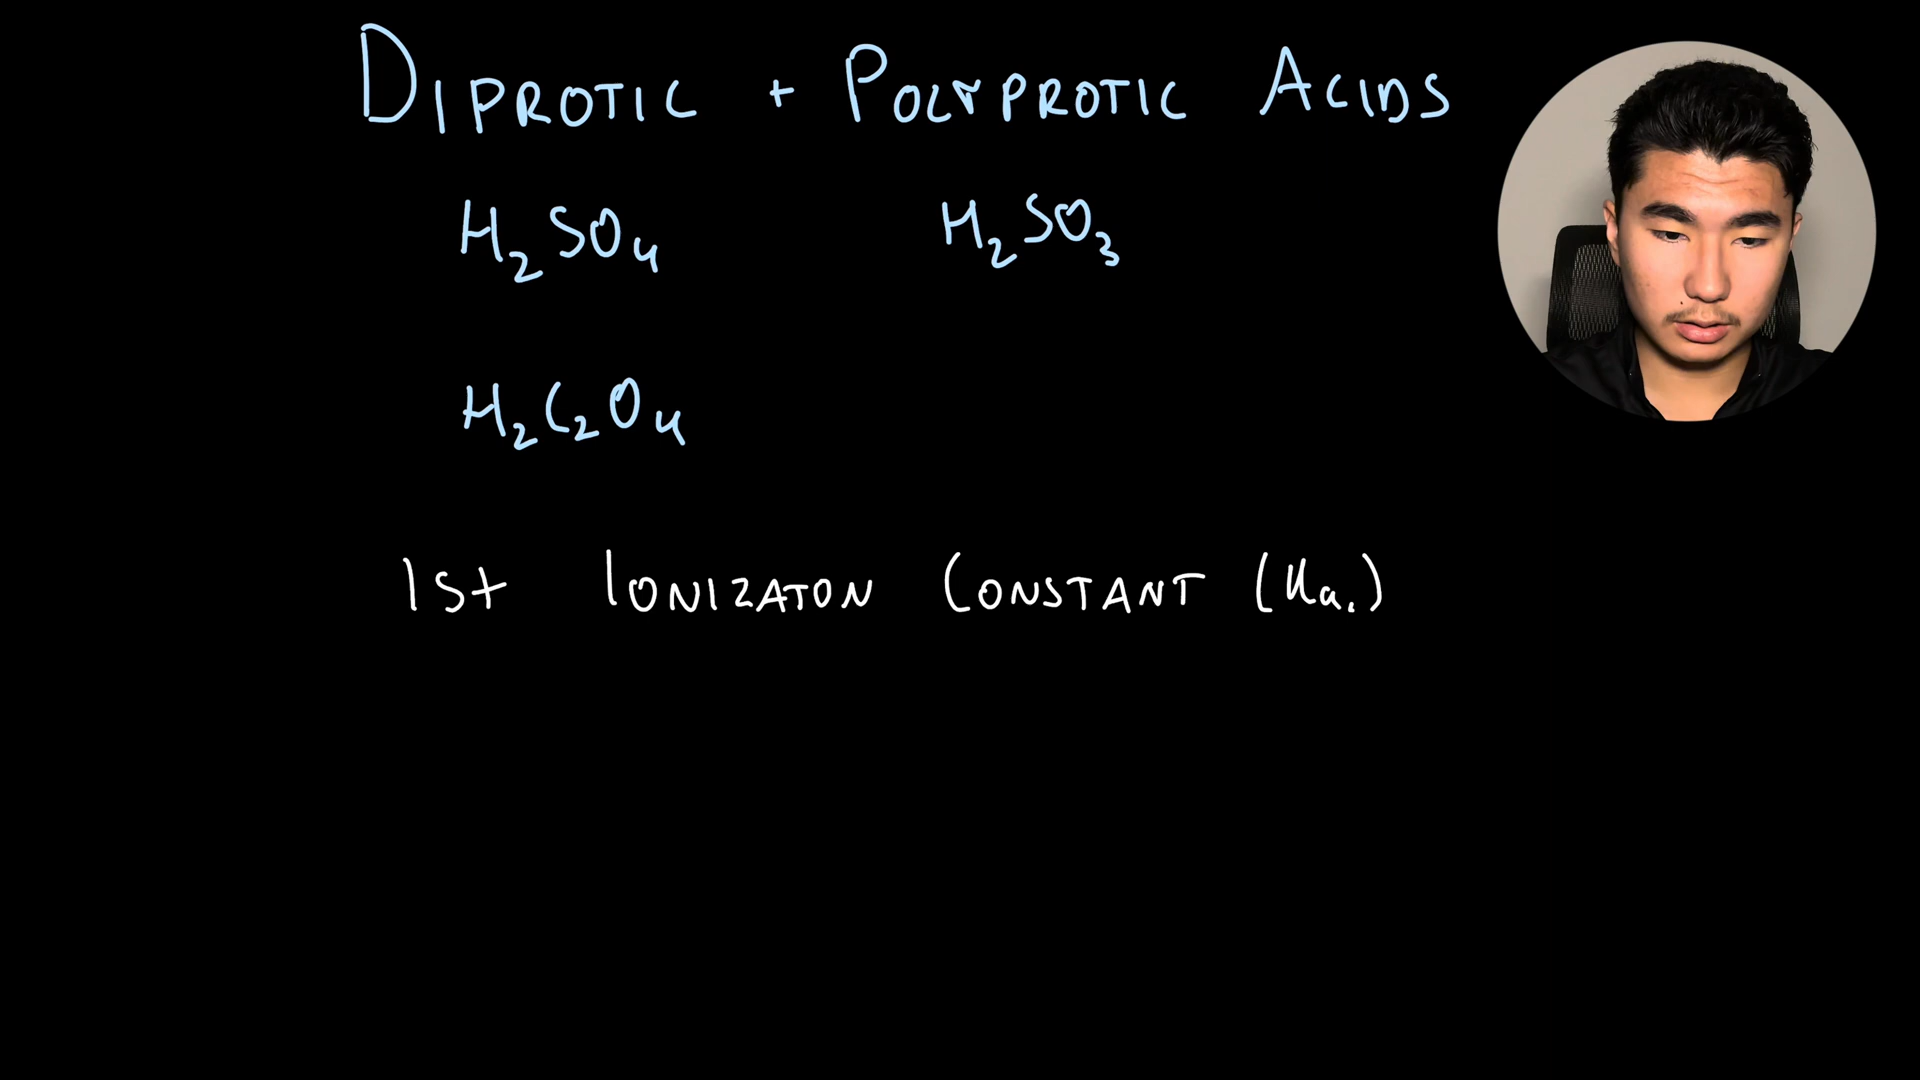 DIPROTIC + POLYPROTIC ACIDS
H₂SO₄ H₂SO₃
H₂C₂O₄
1st IONIZATON CONSTANT (Ka₁)